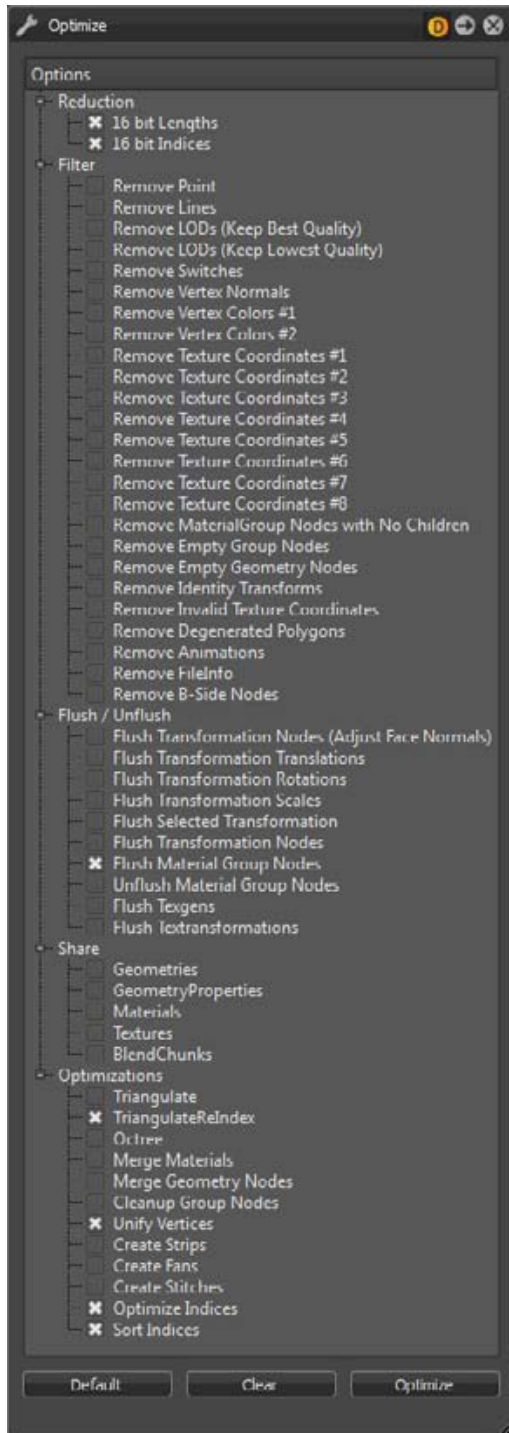 Optimize
D
Options
Reduction
16 bit Lengths
16 bit Indices
Filter
Remove Point
Remove Lines
Remove LODs (Keep Best Quality)
Remove LODs (Keep Lowest Quality)
Remove Switches
Remove Vertex Normals
Remove Vertex Colors #1
Remove Vertex Colors #2
Remove Texture Coordinates #1
Remove Texture Coordinates #2
Remove Texture Coordinates #3
Remove Texture Coordinates #4
Remove Texture Coordinates #5
Remove Texture Coordinates #6
Remove Texture Coordinates #7
Remove Texture Coordinates #8
Remove MaterialGroup Nodes with No Children
Remove Empty Group Nodes
Remove Empty Geometry Nodes
Remove Identity Transforms
Remove Invalid Texture Coordinates
Remove Degenerated Polygons
Remove Animations
Remove FileInfo
Remove B-Side Nodes
Flush / Unflush
Flush Transformation Nodes (Adjust Face Normals)
Flush Transformation Translations
Flush Transformation Rotations
Flush Transformation Scales
Flush Selected Transformation
Flush Transformation Nodes
Flush Material Group Nodes
Unflush Material Group Nodes
Flush Texgens
Flush Textransformations
Share
Geometries
GeometryProperties
Materials
Textures
BlendChunks
Optimizations
Triangulate
TriangulateReIndex
Octree
Merge Materials
Merge Geometry Nodes
Cleanup Group Nodes
Unify Vertices
Create Strips
Create Fans
Create Stitches
Optimize Indices
Sort Indices
Default Clear Optimize